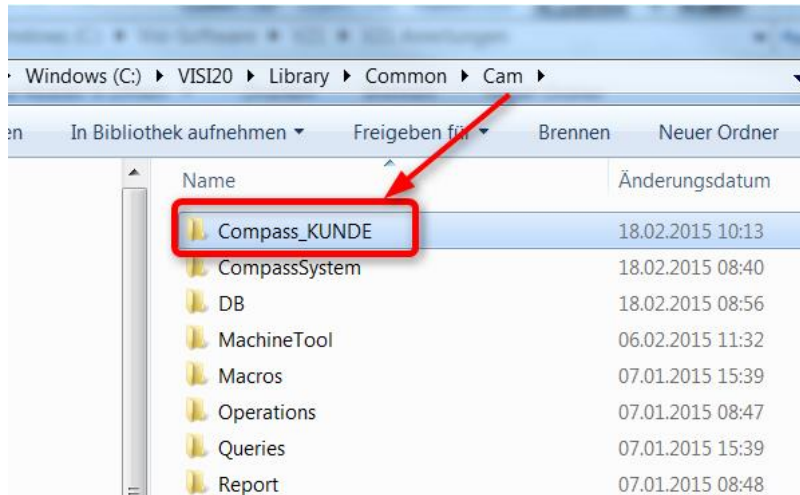 Windows (C:) ▸ VISI20 ▸ Library ▸ Common ▸ Cam ▸
en In Bibliothek aufnehmen ▾ Freigeben für ▾ Brennen Neuer Ordner
Name Änderungsdatum
Compass_KUNDE 18.02.2015 10:13
CompassSystem 18.02.2015 08:40
DB 18.02.2015 08:56
MachineTool 06.02.2015 11:32
Macros 07.01.2015 15:39
Operations 07.01.2015 08:47
Queries 07.01.2015 15:39
Report 07.01.2015 08:48